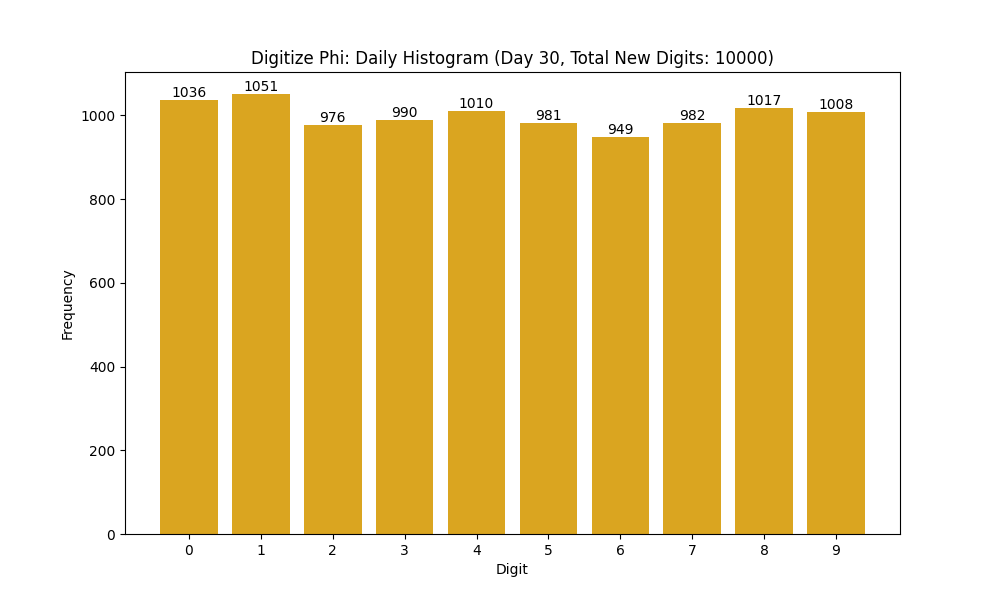 Digitize Phi: Daily Histogram (Day 30, Total New Digits: 10000)
1036 1051 976 990 1010 981 949 982 1017 1008
1000
800
600
400
200
0
Frequency
0 1 2 3 4 5 6 7 8 9
Digit